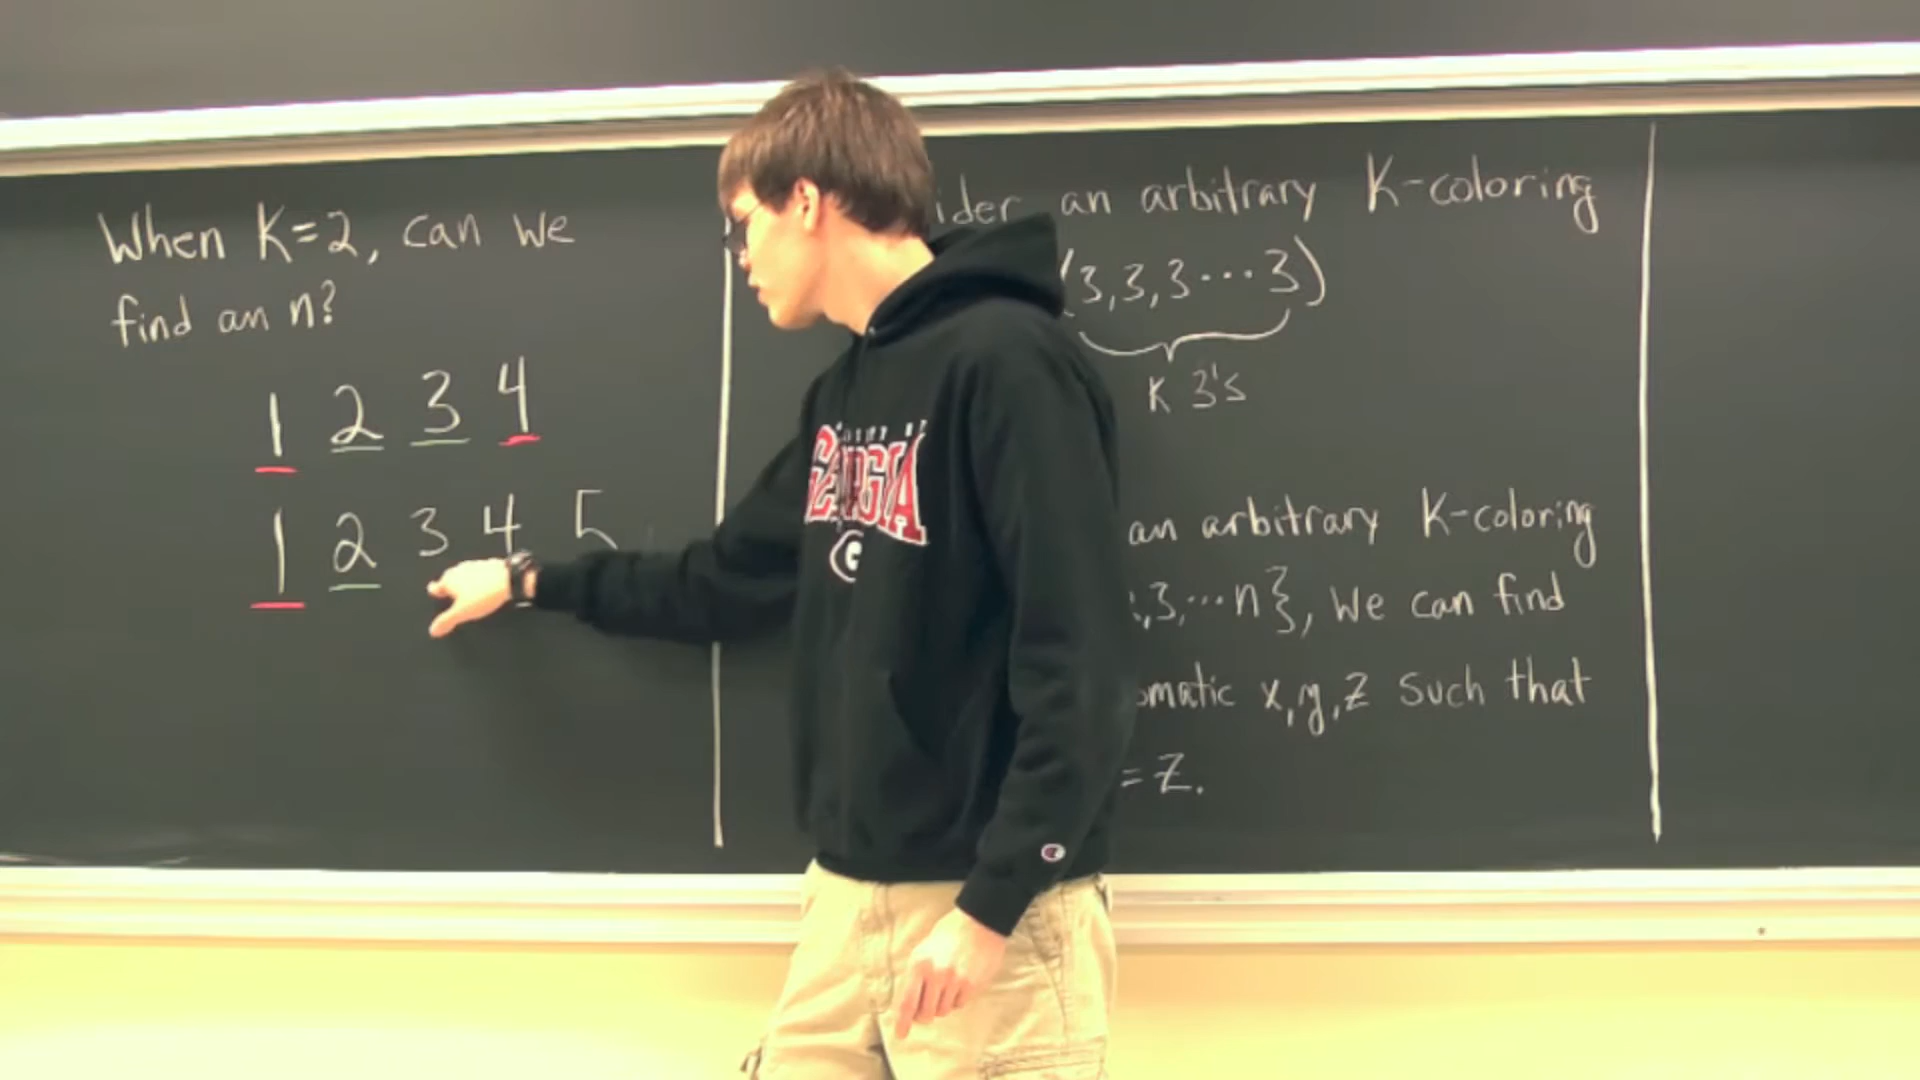 When K=2, can we
find an n?
1 2 3 4
1 2 3 4 5
an arbitrary K-coloring
(3,3,3···3)
K 3's
an arbitrary K-coloring
,3,···n}, we can find
x,y,z such that
= z.
GEORGIA
G